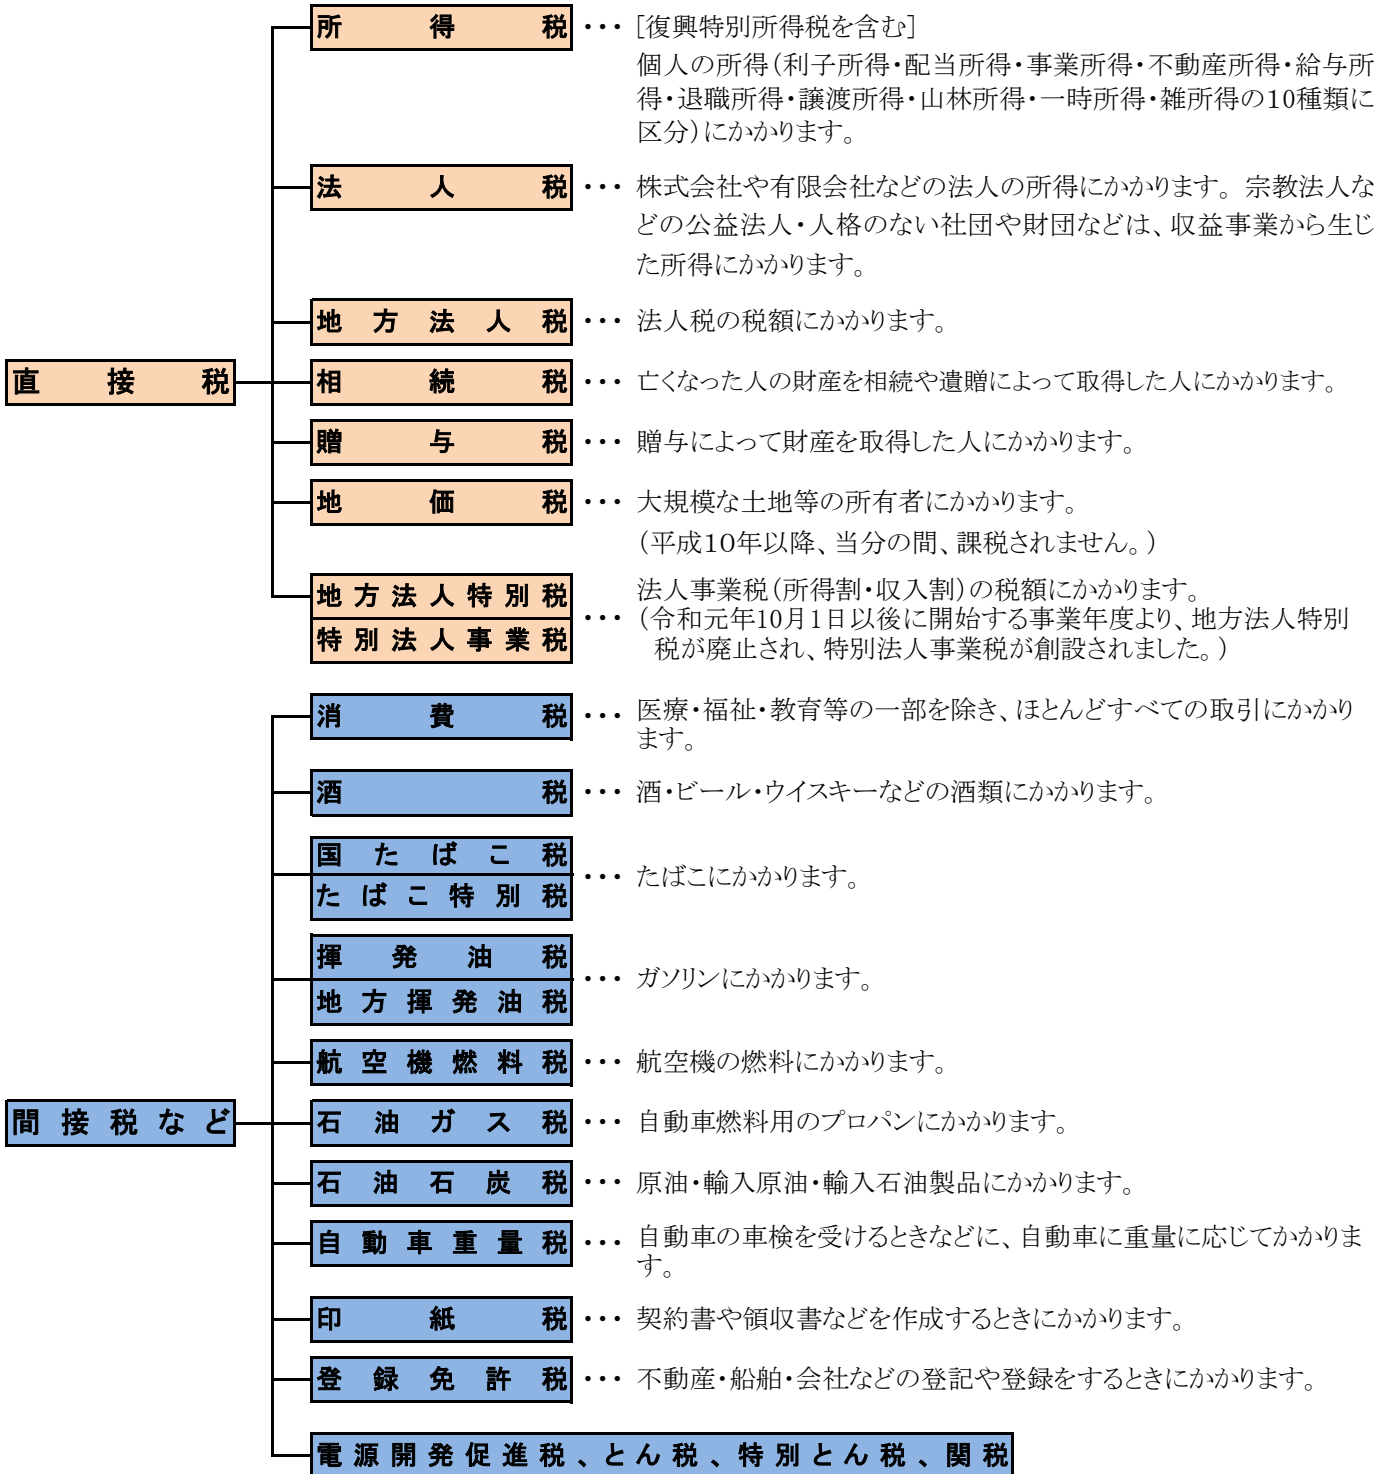 所得税 ・・・ [復興特別所得税を含む]
個人の所得(利子所得・配当所得・事業所得・不動産所得・給与所
得・退職所得・譲渡所得・山林所得・一時所得・雑所得の10種類に
区分)にかかります。
法人税 ・・・ 株式会社や有限会社などの法人の所得にかかります。宗教法人な
どの公益法人・人格のない社団や財団などは、収益事業から生じ
た所得にかかります。
地方法人税 ・・・ 法人税の税額にかかります。
直接税
相続税 ・・・ 亡くなった人の財産を相続や遺贈によって取得した人にかかります。
贈与税 ・・・ 贈与によって財産を取得した人にかかります。
地価税 ・・・ 大規模な土地等の所有者にかかります。
(平成10年以降、当分の間、課税されません。)
地方法人特別税
特別法人事業税
・・・
法人事業税(所得割・収入割)の税額にかかります。
(令和元年10月1日以後に開始する事業年度より、地方法人特別
税が廃止され、特別法人事業税が創設されました。)
消費税 ・・・ 医療・福祉・教育等の一部を除き、ほとんどすべての取引にかかり
ます。
酒税 ・・・ 酒・ビール・ウイスキーなどの酒類にかかります。
国たばこ税
たばこ特別税
・・・ たばこにかかります。
揮発油税
地方揮発油税
・・・ ガソリンにかかります。
航空機燃料税 ・・・ 航空機の燃料にかかります。
間接税など
石油ガス税 ・・・ 自動車燃料用のプロパンにかかります。
石油石炭税 ・・・ 原油・輸入原油・輸入石油製品にかかります。
自動車重量税 ・・・ 自動車の車検を受けるときなどに、自動車に重量に応じてかかりま
す。
印紙税 ・・・ 契約書や領収書などを作成するときにかかります。
登録免許税 ・・・ 不動産・船舶・会社などの登記や登録をするときにかかります。
電源開発促進税、とん税、特別とん税、関税